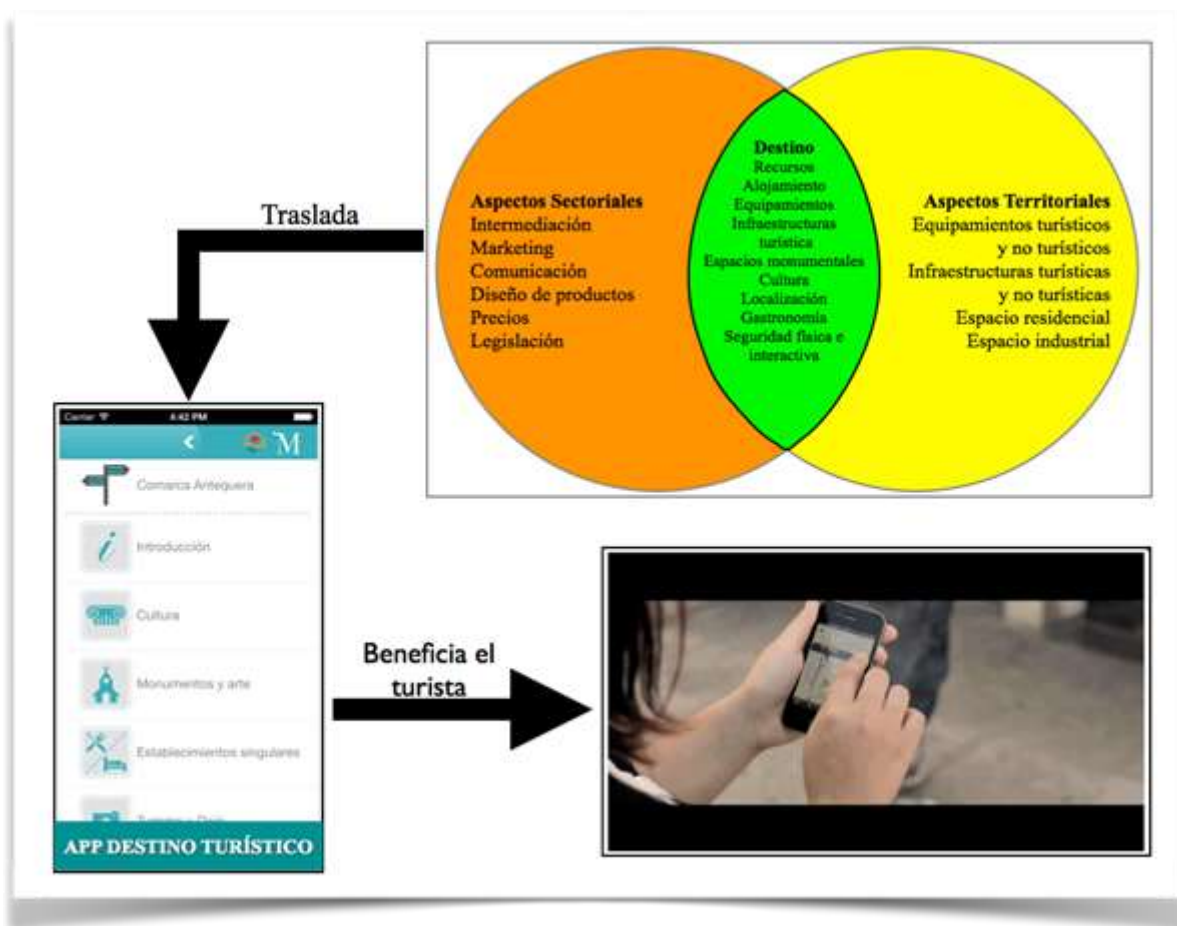 Traslada
Aspectos Sectoriales
Intermediación
Marketing
Comunicación
Diseño de productos
Precios
Legislación
Destino
Recursos
Alojamiento
Equipamientos
Infraestructuras
turística
Espacios monumentales
Cultura
Localización
Gastronomía
Seguridad física e
interactiva
Aspectos Territoriales
Equipamientos turísticos
y no turísticos
Infraestructuras turísticas
y no turísticas
Espacio residencial
Espacio industrial
Carrier 4:42 PM
M
Comarca Antequera
i Introducción
Cultura
Monumentos y arte
Establecimientos singulares
APP DESTINO TURÍSTICO
Beneficia el
turista